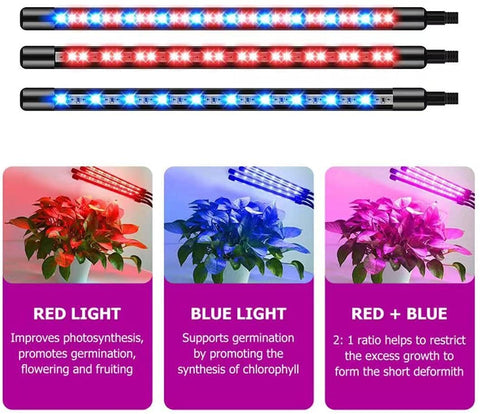 RED LIGHT
Improves photosynthesis,
promotes germination,
flowering and fruiting
BLUE LIGHT
Supports germination
by promoting the
synthesis of chlorophyll
RED + BLUE
2: 1 ratio helps to restrict
the excess growth to
form the short deformith